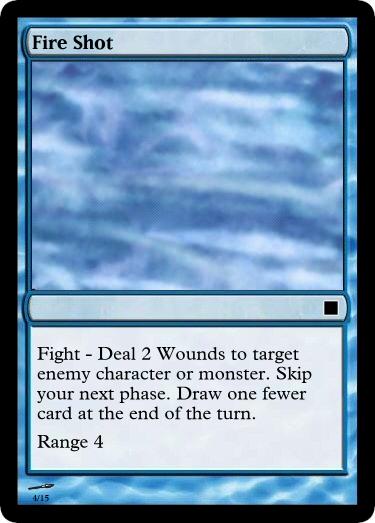 Fire Shot
Fight - Deal 2 Wounds to target
enemy character or monster. Skip
your next phase. Draw one fewer
card at the end of the turn.
Range 4
4/15